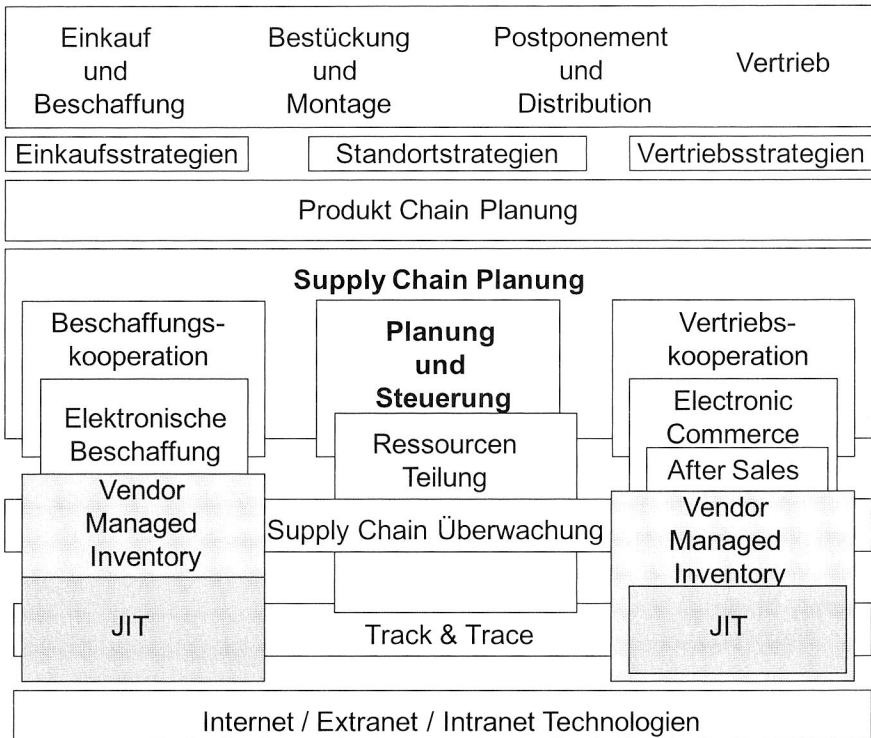 Einkauf
und
Beschaffung
Bestückung
und
Montage
Postponement
und
Distribution
Vertrieb
Einkaufsstrategien
Standortstrategien
Vertriebsstrategien
Produkt Chain Planung
Supply Chain Planung
Beschaffungs-
kooperation
Elektronische
Beschaffung
Vendor
Managed
Inventory
JIT
Planung
und
Steuerung
Ressourcen
Teilung
Supply Chain Überwachung
Track & Trace
Vertriebs-
kooperation
Electronic
Commerce
After Sales
Vendor
Managed
Inventory
JIT
Internet / Extranet / Intranet Technologien